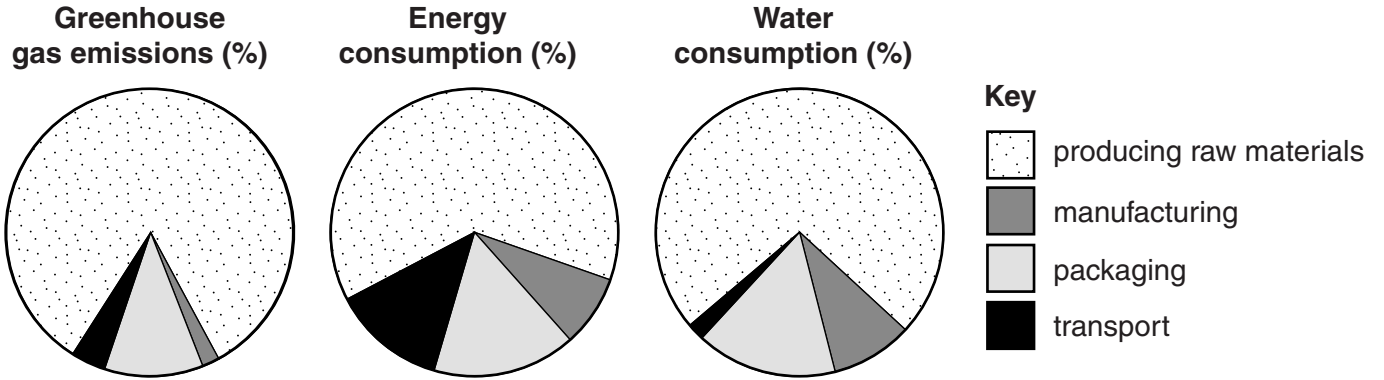 Greenhouse
gas emissions (%)
Energy
consumption (%)
Water
consumption (%)
Key
producing raw materials
manufacturing
packaging
transport